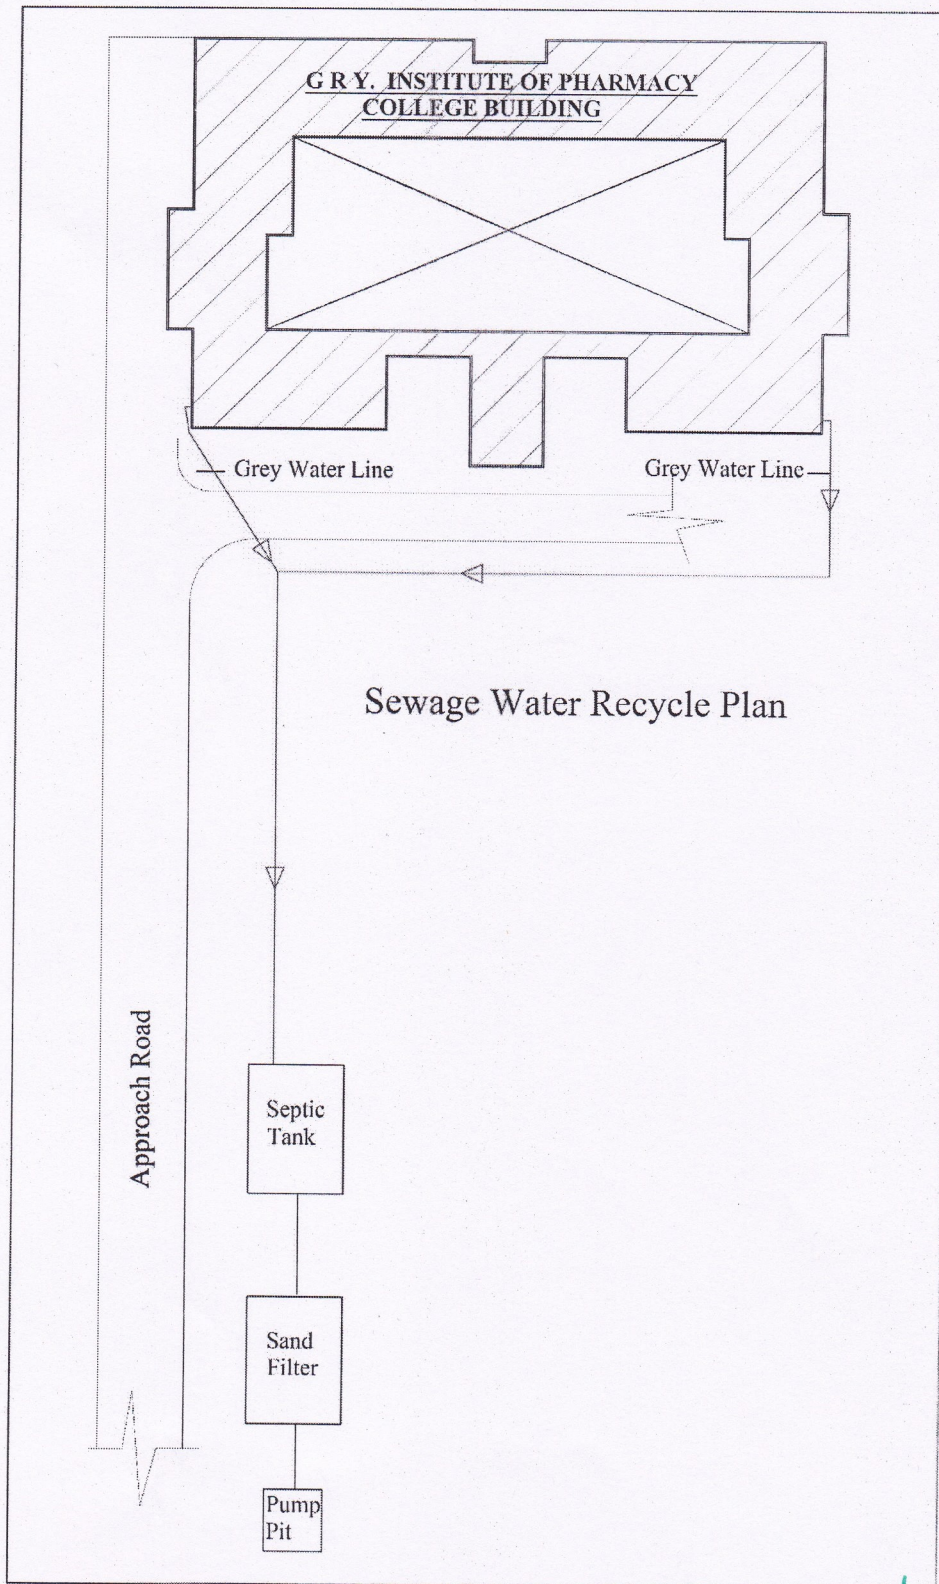 G R Y. INSTITUTE OF PHARMACY
COLLEGE BUILDING
Grey Water Line
Grey Water Line
Sewage Water Recycle Plan
Approach Road
Septic
Tank
Sand
Filter
Pump
Pit